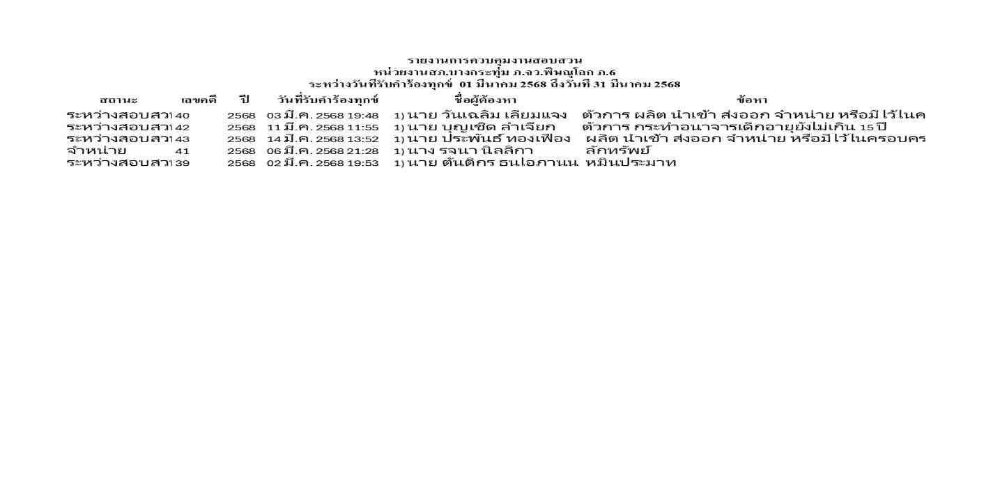 รายงานการควบคุมงานสอบสวน
หน่วยงานสภ.บางกระทุ่ม ภ.จว.พิษณุโลก ภ.6
ระหว่างวันที่รับคำร้องทุกข์ 01 มีนาคม 2568 ถึงวันที่ 31 มีนาคม 2568
สถานะ เลขคดี ปี วันที่รับคำร้องทุกข์ ชื่อผู้ต้องหา ข้อหา
ระหว่างสอบสวน 40 2568 03 มี.ค. 2568 19:48 1) นาย วันเฉลิม เลี่ยมแจง ตัวการ ผลิต นำเข้า ส่งออก จำหน่าย หรือมีไว้ในค
ระหว่างสอบสวน 42 2568 11 มี.ค. 2568 11:55 1) นาย บุญเชิด ลำเจียก ตัวการ กระทำอนาจารเด็กอายุยังไม่เกิน 15 ปี
ระหว่างสอบสวน 43 2568 14 มี.ค. 2568 13:52 1) นาย ประพันธ์ ทองเฟื่อง ผลิต นำเข้า ส่งออก จำหน่าย หรือมีไว้ในครอบคร
จำหน่าย 41 2568 06 มี.ค. 2568 21:28 1) นาง รจนา นิลลิกา ลักทรัพย์
ระหว่างสอบสวน 39 2568 02 มี.ค. 2568 19:53 1) นาย ตันติกร ธนโอภานน หมิ่นประมาท